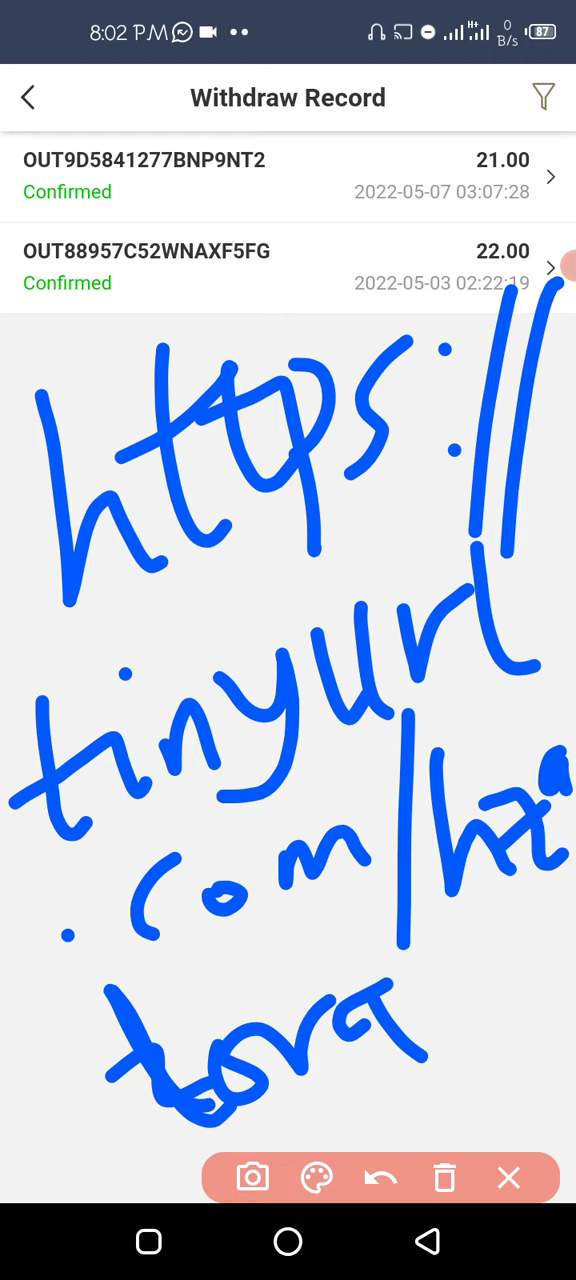 8:02 PM
0 B/s
87
Withdraw Record
OUT9D5841277BNP9NT2 21.00
Confirmed 2022-05-07 03:07:28
OUT88957C52WNAXF5FG 22.00
Confirmed 2022-05-03 02:22:19
https://
tinyurl
.com/